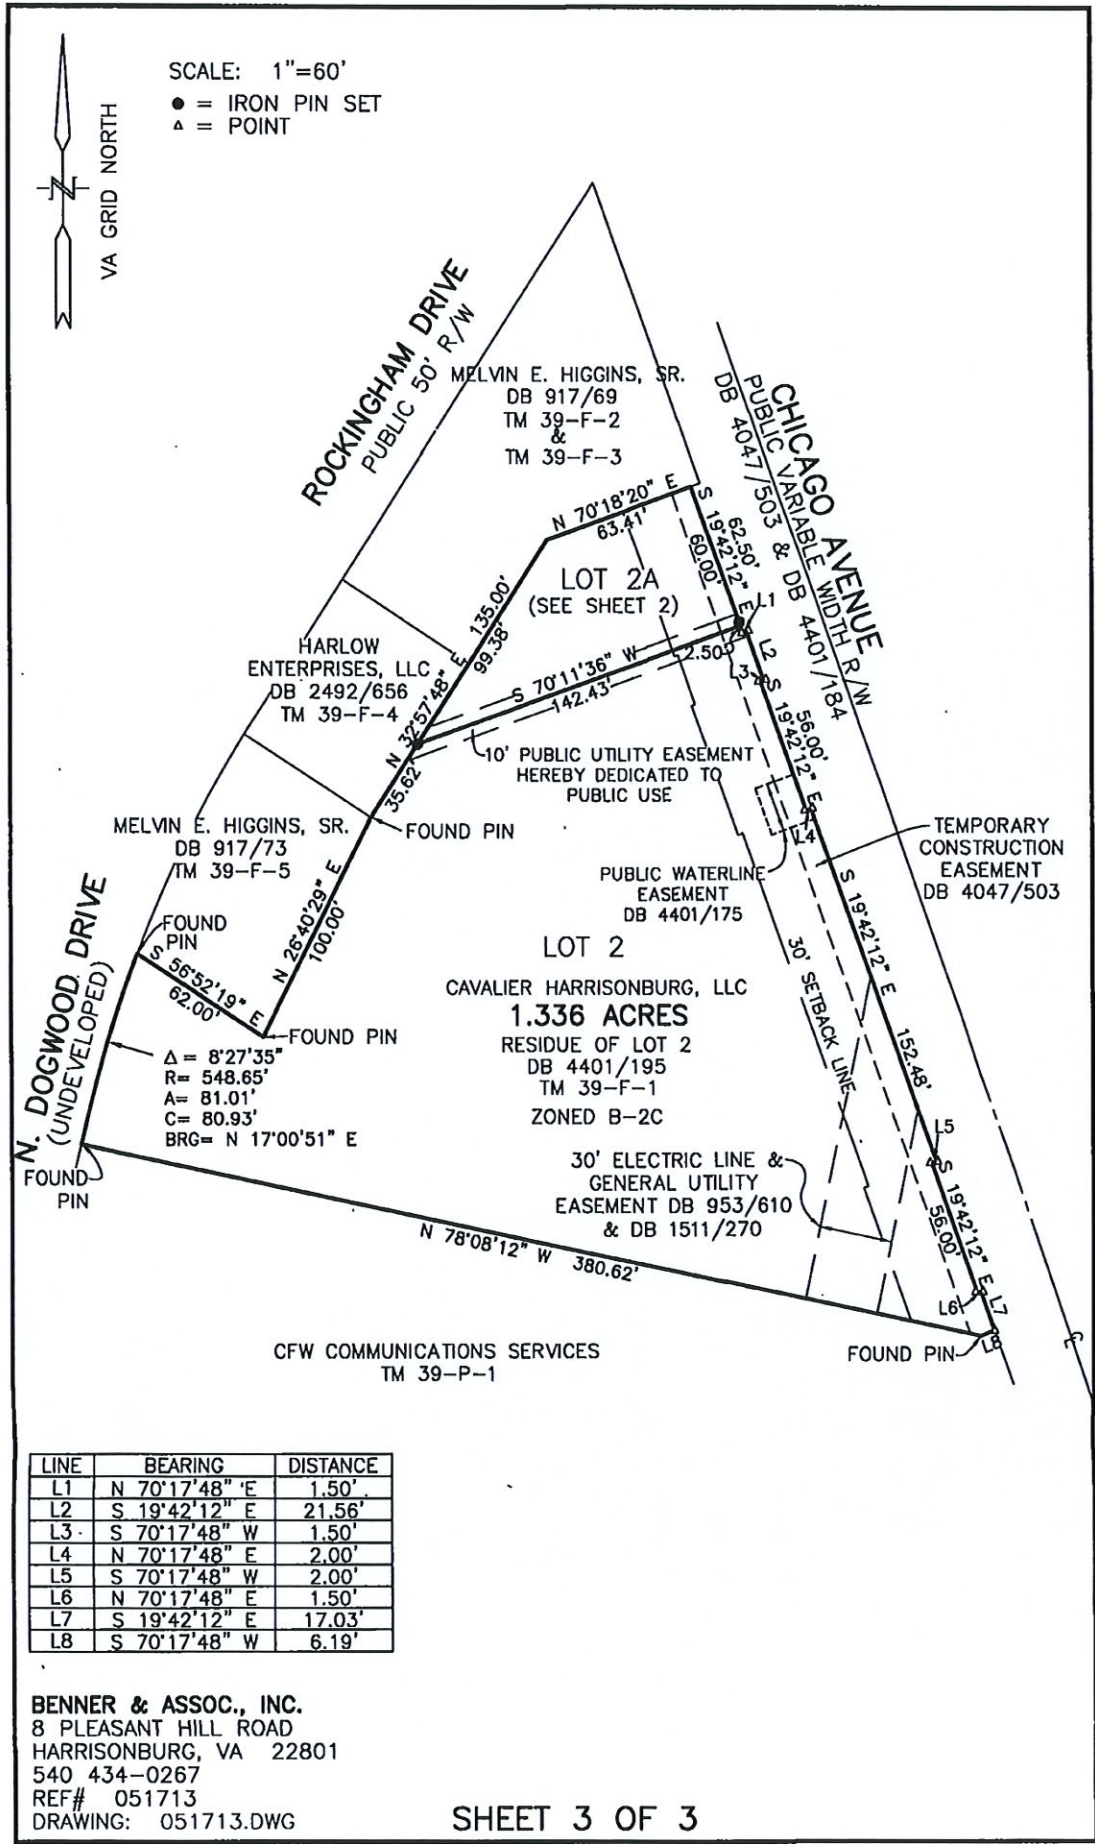 SCALE: 1"=60'
● = IRON PIN SET
▵ = POINT
N
VA GRID NORTH
ROCKINGHAM DRIVE
PUBLIC 50' R/W
MELVIN E. HIGGINS, SR.
DB 917/69
TM 39-F-2
&
TM 39-F-3
CHICAGO AVENUE
PUBLIC VARIABLE WIDTH R/W
DB 4047/503 & DB 4401/184
N 70°18'20" E
63.41'
S 19°42'12" E
62.50'
60.00'
LOT 2A
(SEE SHEET 2)
135.00'
99.38'
N 32°57'48" E
35.62'
HARLOW
ENTERPRISES, LLC
DB 2492/656
TM 39-F-4
S 70°11'36" W
142.43'
2.50'
L1
L2
L3
S 19°42'12" E
56.00'
10' PUBLIC UTILITY EASEMENT
HEREBY DEDICATED TO
PUBLIC USE
MELVIN E. HIGGINS, SR.
DB 917/73
TM 39-F-5
FOUND PIN
L4
TEMPORARY
CONSTRUCTION
EASEMENT
DB 4047/503
PUBLIC WATERLINE
EASEMENT
DB 4401/175
N 26°40'29" E
100.00'
FOUND
PIN
S 56°52'19" E
62.00'
FOUND PIN
N. DOGWOOD DRIVE
(UNDEVELOPED)
LOT 2
CAVALIER HARRISONBURG, LLC
1.336 ACRES
RESIDUE OF LOT 2
DB 4401/195
TM 39-F-1
ZONED B-2C
30' SETBACK LINE
S 19°42'12" E
152.48'
Δ = 8°27'35"
R= 548.65'
A= 81.01'
C= 80.93'
BRG= N 17°00'51" E
FOUND
PIN
30' ELECTRIC LINE &
GENERAL UTILITY
EASEMENT DB 953/610
& DB 1511/270
L5
S 19°42'12" E
56.00'
N 78°08'12" W 380.62'
L6
L7
L8
FOUND PIN
CL
CFW COMMUNICATIONS SERVICES
TM 39-P-1
LINE BEARING DISTANCE
L1 N 70°17'48" E 1.50'
L2 S 19°42'12" E 21.56'
L3 S 70°17'48" W 1.50'
L4 N 70°17'48" E 2.00'
L5 S 70°17'48" W 2.00'
L6 N 70°17'48" E 1.50'
L7 S 19°42'12" E 17.03'
L8 S 70°17'48" W 6.19'
BENNER & ASSOC., INC.
8 PLEASANT HILL ROAD
HARRISONBURG, VA 22801
540 434-0267
REF# 051713
DRAWING: 051713.DWG
SHEET 3 OF 3